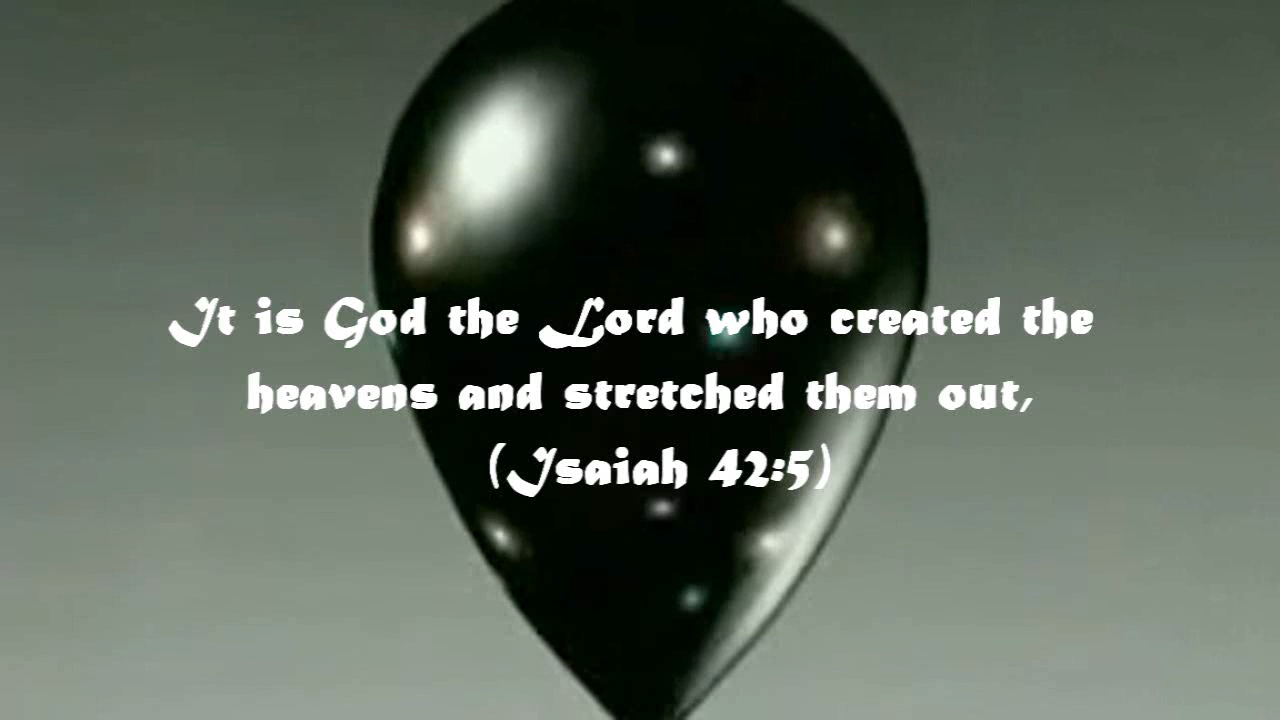 It is God the Lord who created the
heavens and stretched them out,
(Isaiah 42:5)